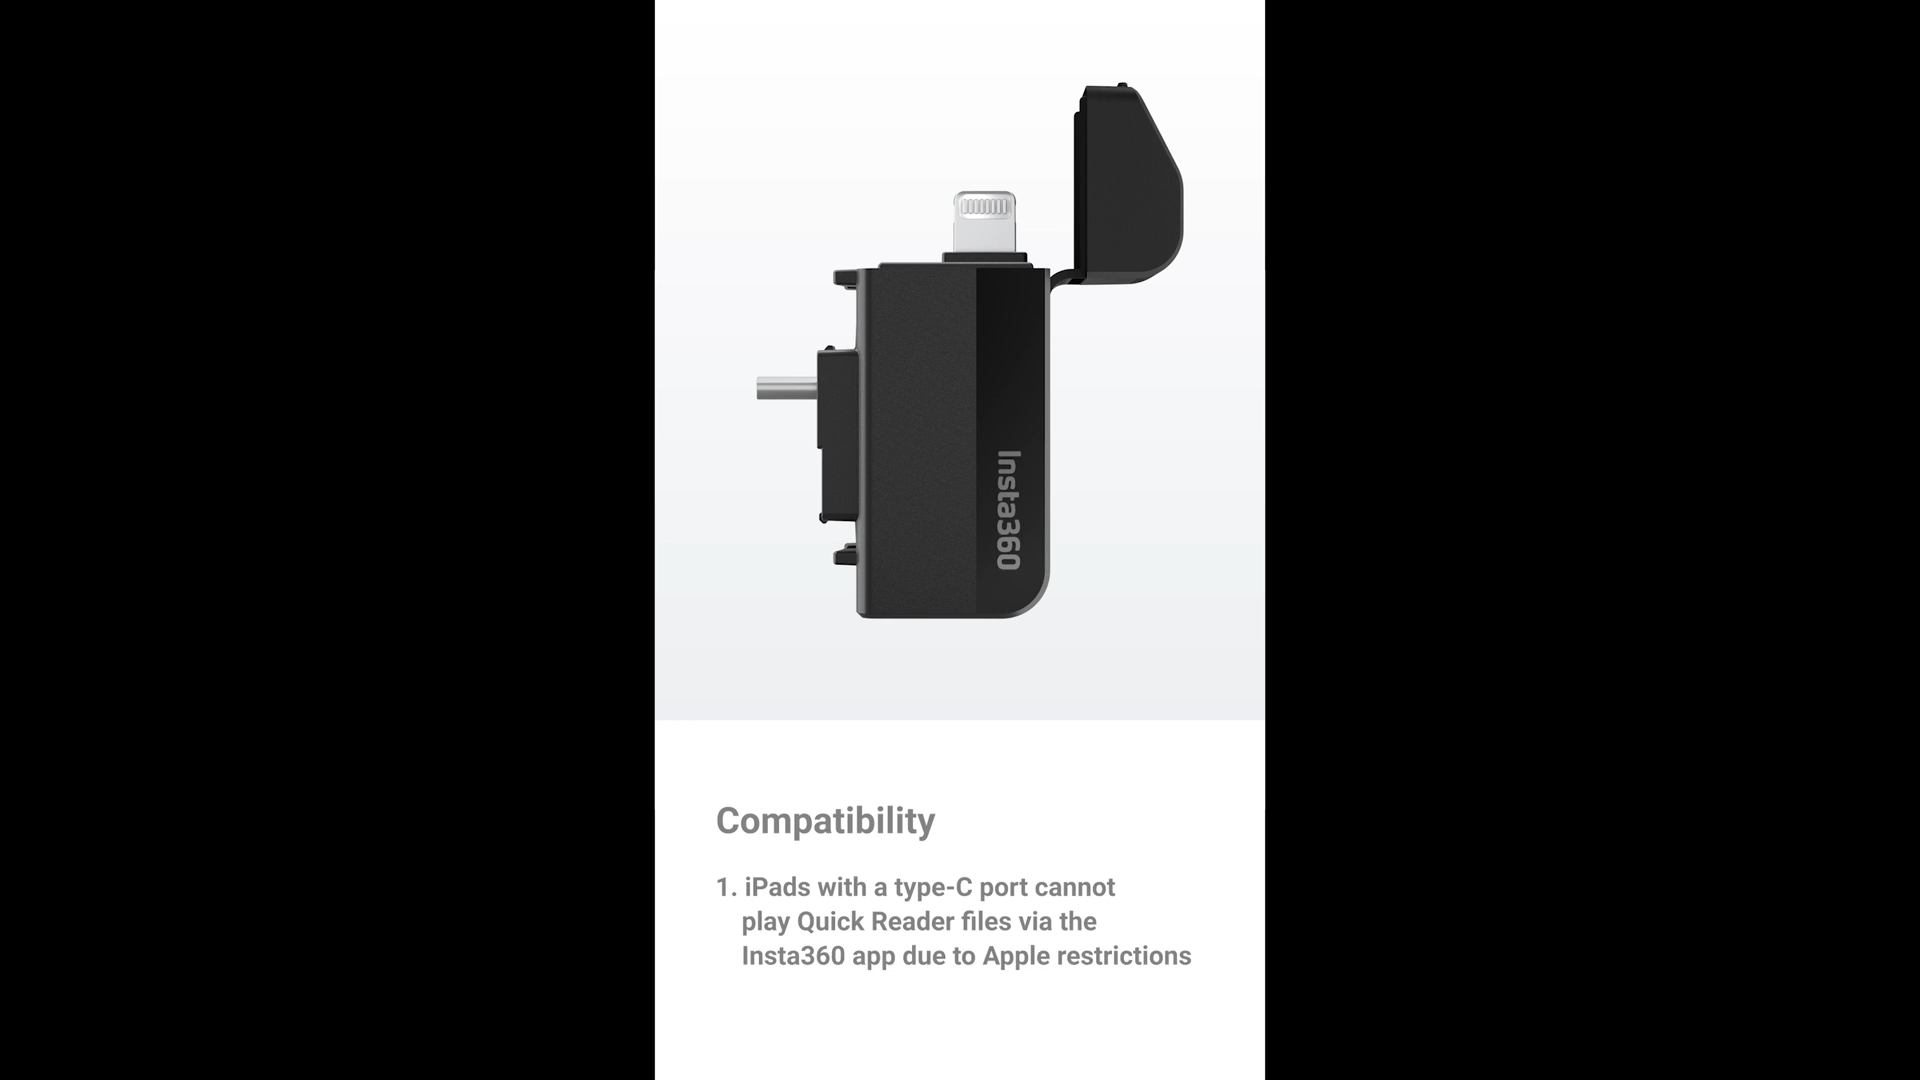 Insta360
Compatibility
1. iPads with a type-C port cannot
play Quick Reader files via the
Insta360 app due to Apple restrictions